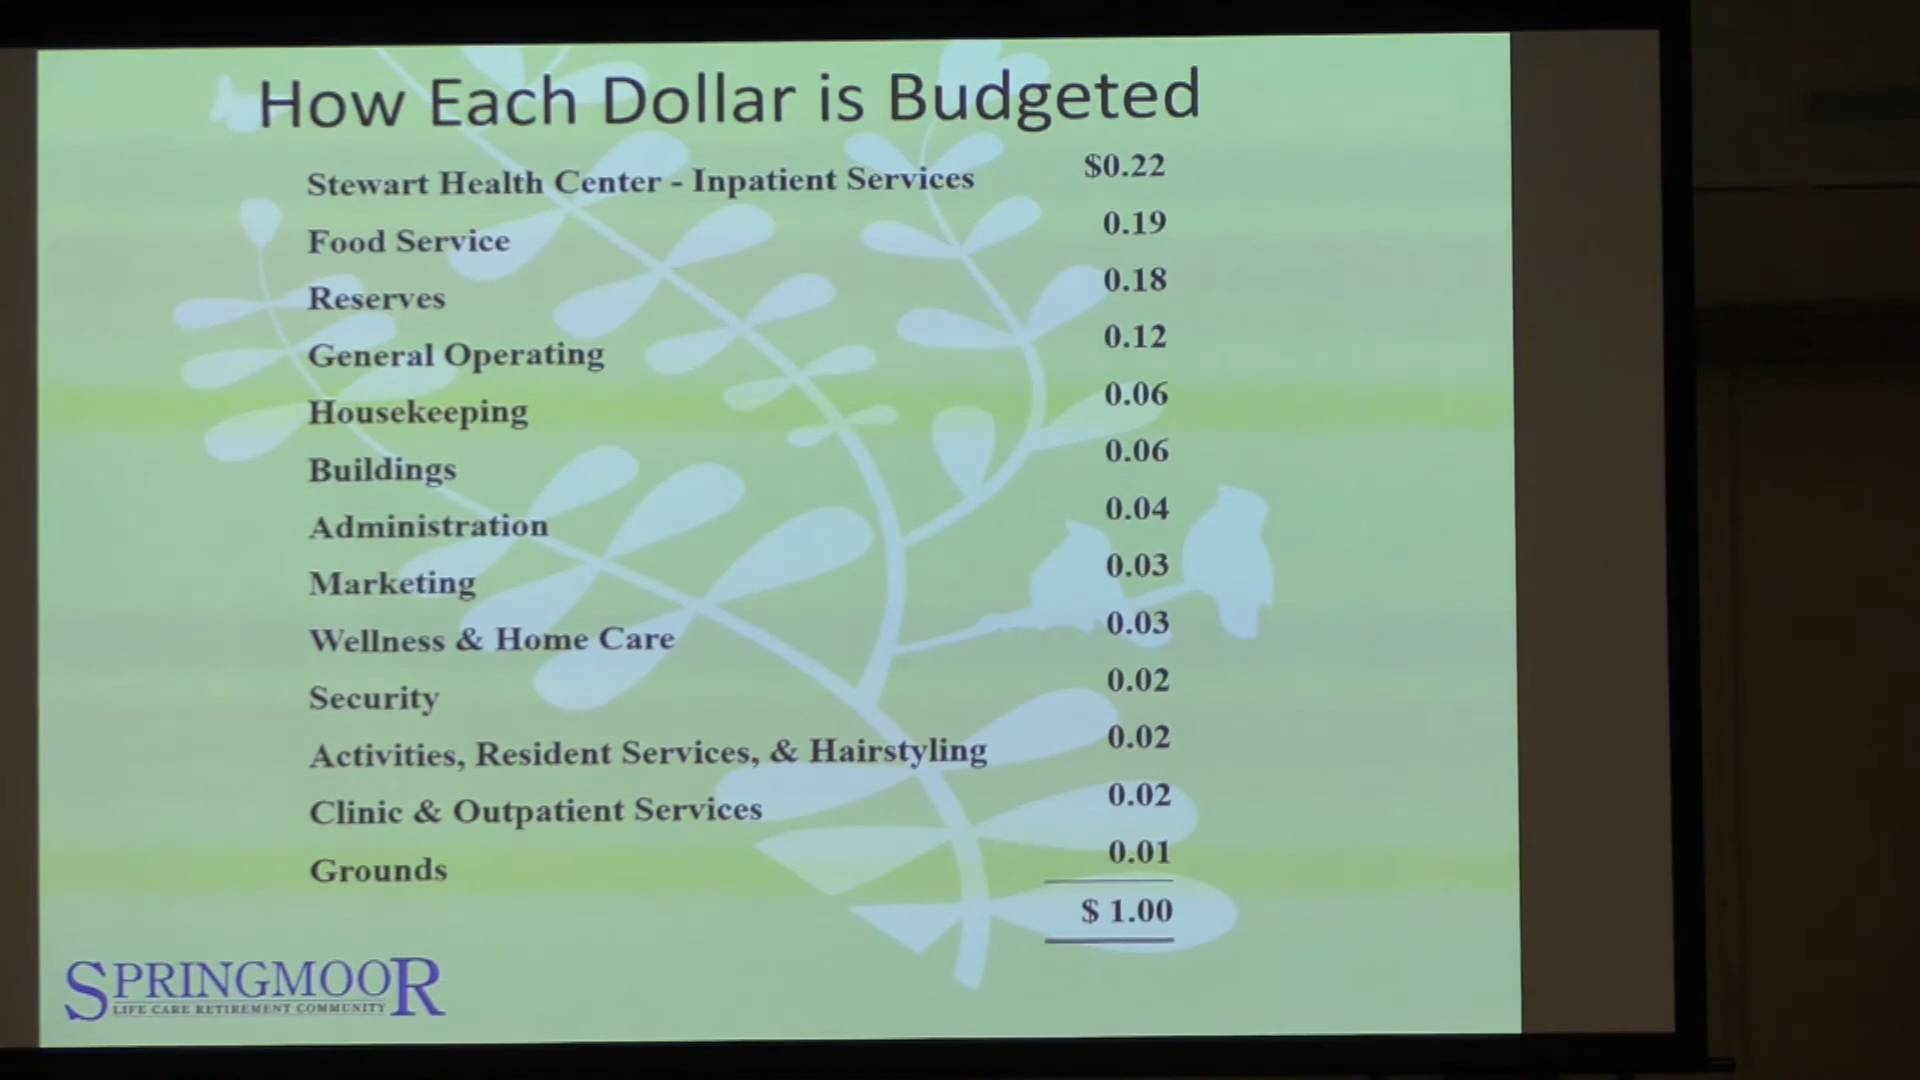 How Each Dollar is Budgeted
Stewart Health Center - Inpatient Services $0.22
Food Service 0.19
Reserves 0.18
General Operating 0.12
Housekeeping 0.06
Buildings 0.06
Administration 0.04
Marketing 0.03
Wellness & Home Care 0.03
Security 0.02
Activities, Resident Services, & Hairstyling 0.02
Clinic & Outpatient Services 0.02
Grounds 0.01
$ 1.00
SPRINGMOOR
LIFE CARE RETIREMENT COMMUNITY